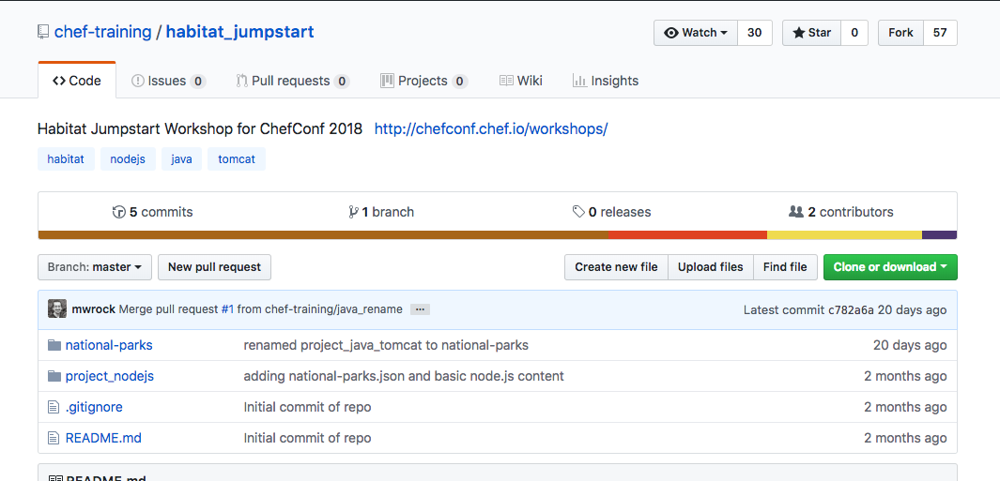 chef-training / habitat_jumpstart
Watch 30 Star 0 Fork 57
Code Issues 0 Pull requests 0 Projects 0 Wiki Insights
Habitat Jumpstart Workshop for ChefConf 2018 http://chefconf.chef.io/workshops/
habitat nodejs java tomcat
5 commits 1 branch 0 releases 2 contributors
Branch: master New pull request Create new file Upload files Find file Clone or download
mwrock Merge pull request #1 from chef-training/java_rename ... Latest commit c782a6a 20 days ago
national-parks renamed project_java_tomcat to national-parks 20 days ago
project_nodejs adding national-parks.json and basic node.js content 2 months ago
.gitignore Initial commit of repo 2 months ago
README.md Initial commit of repo 2 months ago
README.md